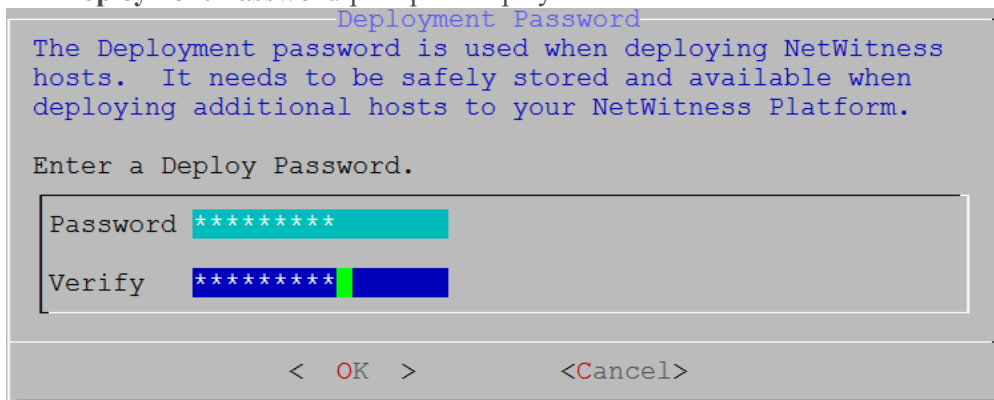 Deployment Password
The Deployment password is used when deploying NetWitness
hosts.  It needs to be safely stored and available when
deploying additional hosts to your NetWitness Platform.
Enter a Deploy Password.
Password *********
Verify *********
<  OK  > <Cancel>